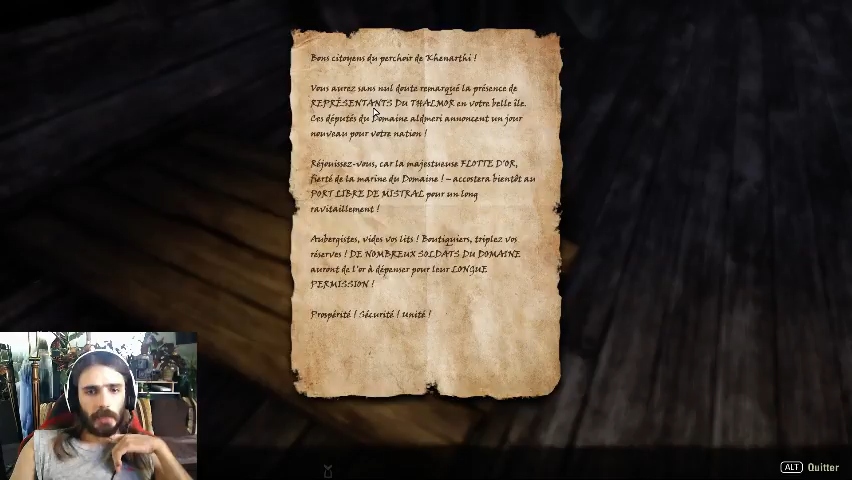 Bons citoyens du perchoir de Khenarthi !
Vous aurez sans nul doute remarqué la présence de
REPRÉSENTANTS DU THALMOR en votre belle île.
Ces députés du Domaine aldmeri annoncent un jour
nouveau pour votre nation !
Réjouissez-vous, car la majestueuse FLOTTE D'OR,
fierté de la marine du Domaine ! – accostera bientôt au
PORT LIBRE DE MISTRAL pour un long
ravitaillement !
Aubergistes, vides vos lits ! Boutiquiers, triplez vos
réserves ! DE NOMBREUX SOLDATS DU DOMAINE
auront de l'or à dépenser pour leur LONGUE
PERMISSION !
Prospérité ! Sécurité ! Unité !
ALT Quitter